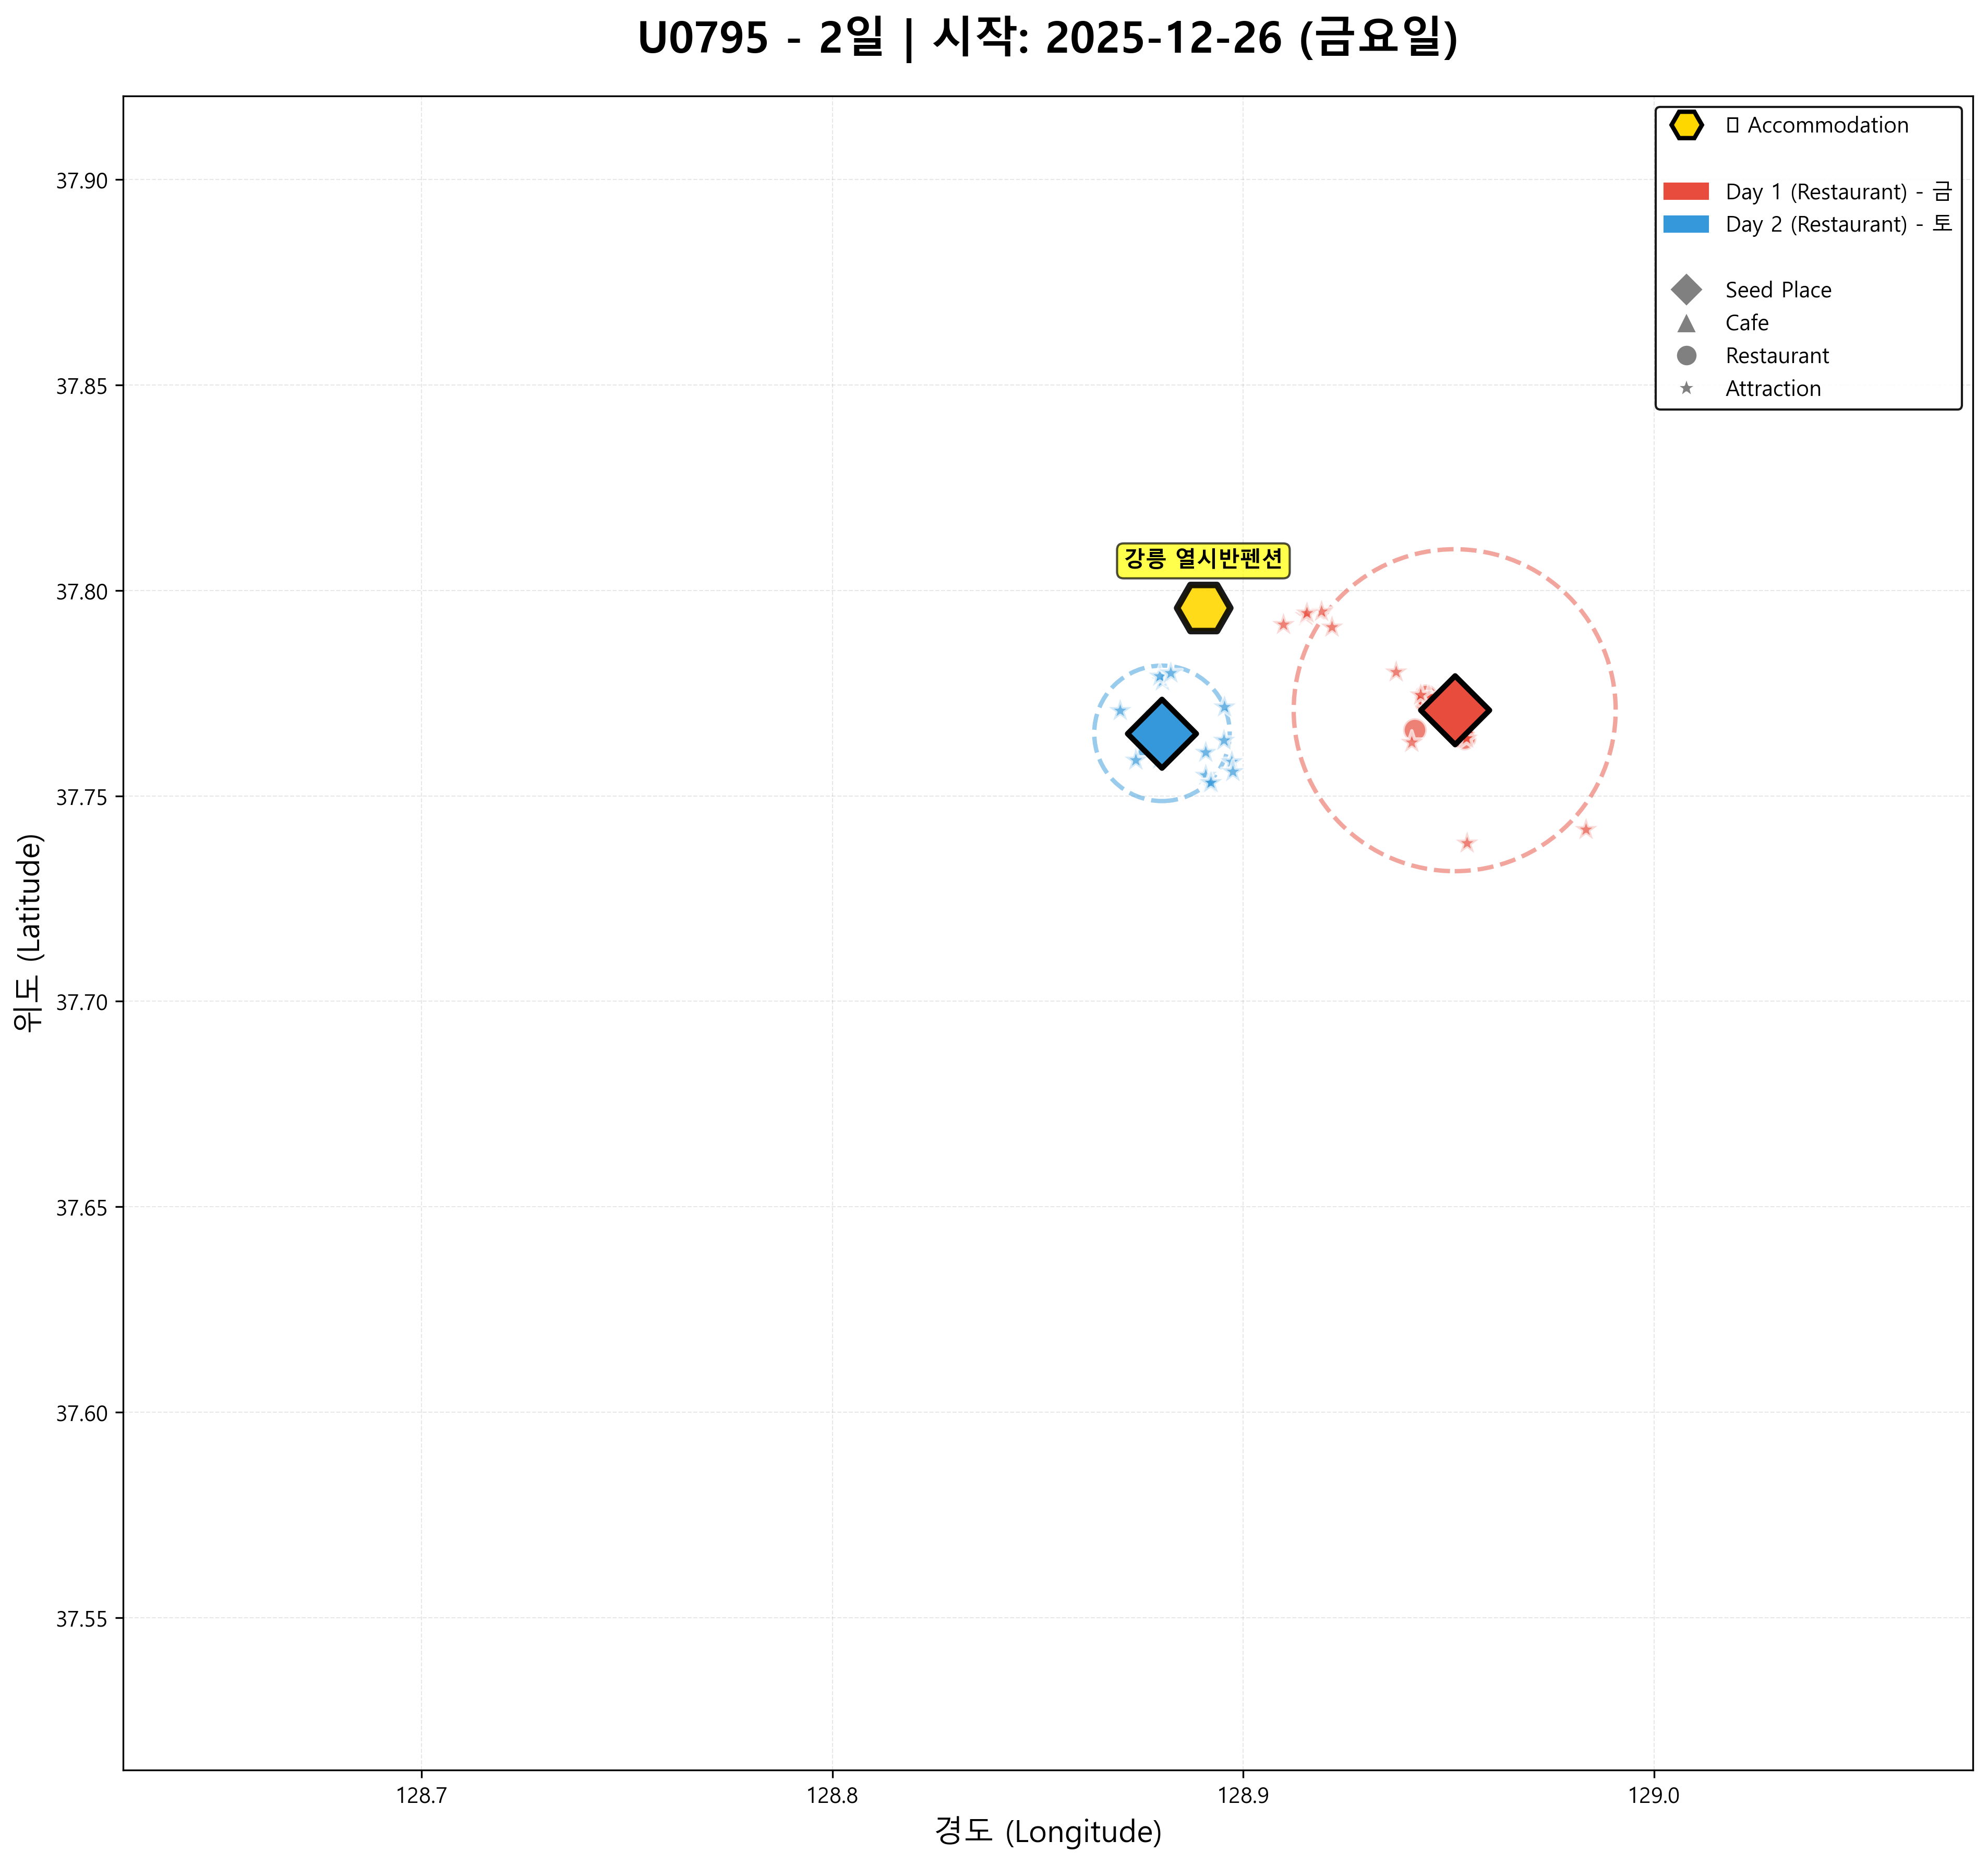 U0795 - 2일 | 시작: 2025-12-26 (금요일)
Accommodation
Day 1 (Restaurant) - 금
Day 2 (Restaurant) - 토
Seed Place
Cafe
Restaurant
Attraction
강릉 열시반펜션
37.90
37.85
37.80
37.75
37.70
37.65
37.60
37.55
위도 (Latitude)
128.7
128.8
128.9
129.0
경도 (Longitude)